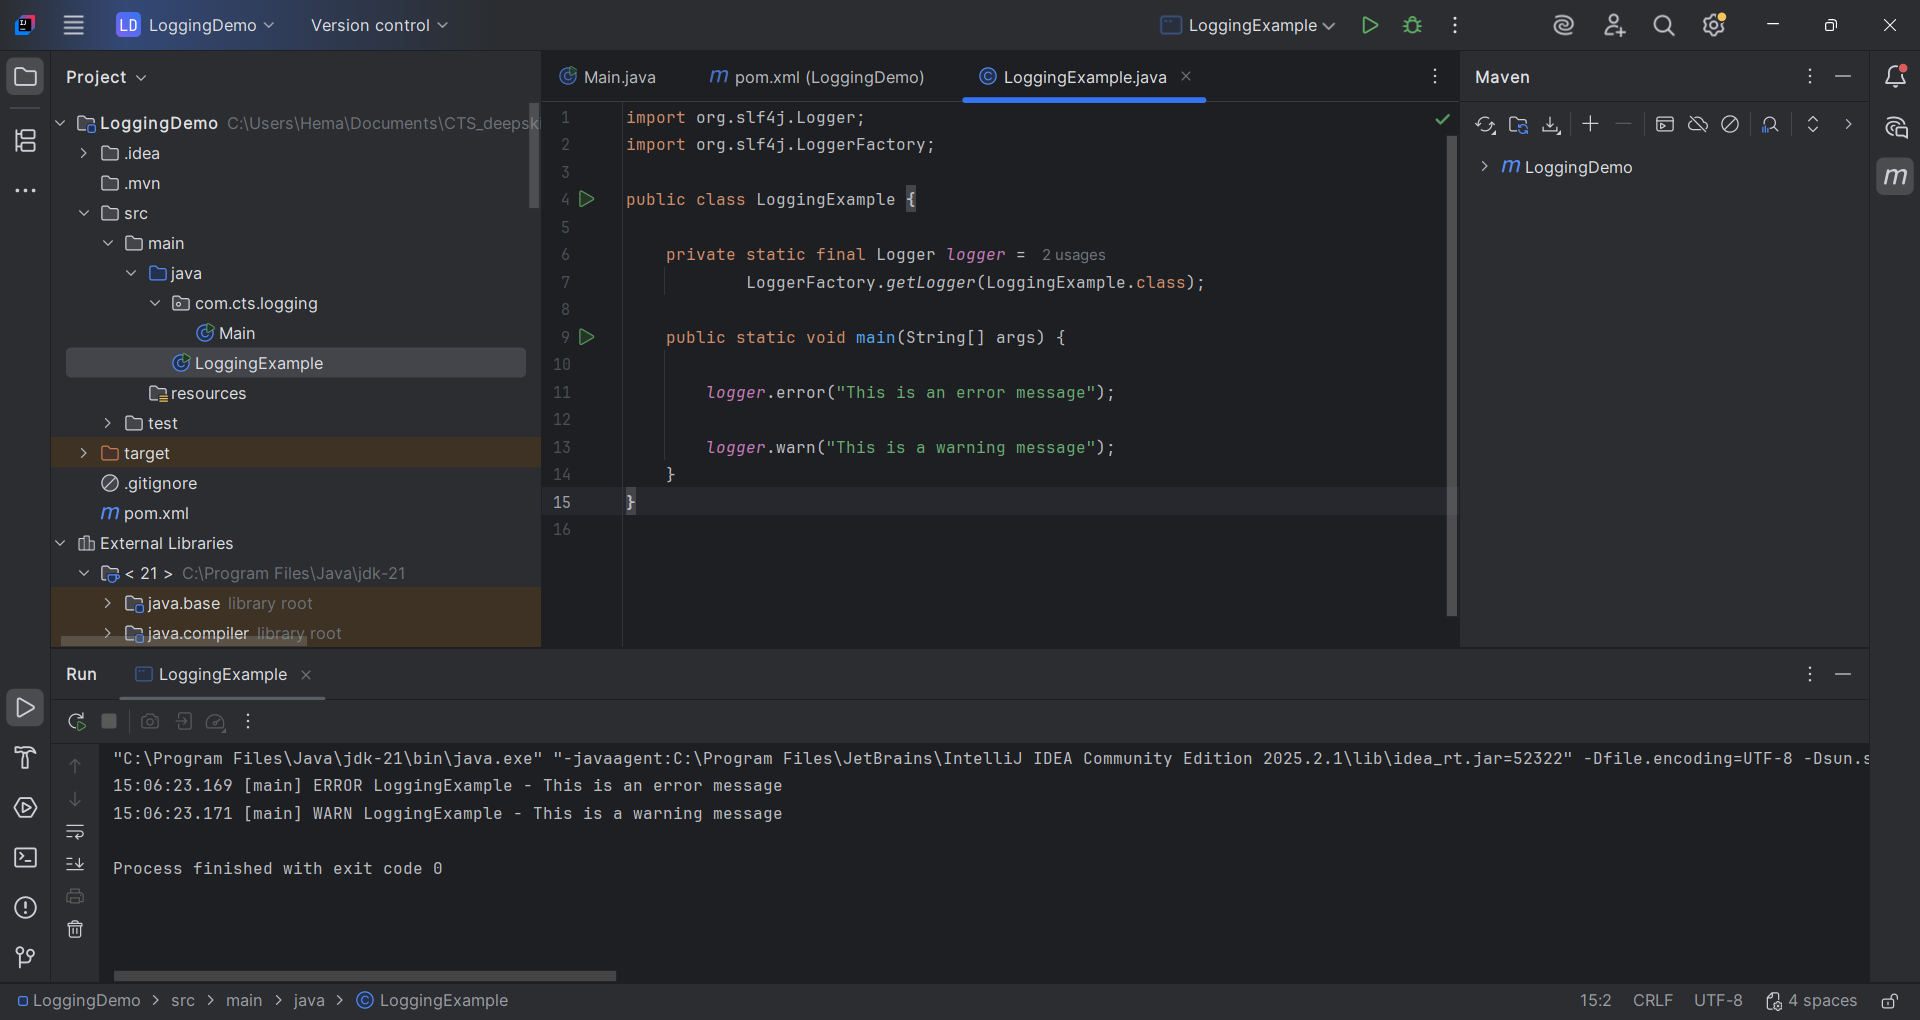 LD LoggingDemo Version control LoggingExample
Project
LoggingDemo C:\Users\Hema\Documents\CTS_deepski
.idea
.mvn
src
main
java
com.cts.logging
Main
LoggingExample
resources
test
target
.gitignore
m pom.xml
External Libraries
< 21 > C:\Program Files\Java\jdk-21
java.base library root
java.compiler library root
Main.java m pom.xml (LoggingDemo) LoggingExample.java
1 import org.slf4j.Logger;
2 import org.slf4j.LoggerFactory;
3
4 public class LoggingExample {
5
6 private static final Logger logger = 2 usages
7 LoggerFactory.getLogger(LoggingExample.class);
8
9 public static void main(String[] args) {
10
11 logger.error("This is an error message");
12
13 logger.warn("This is a warning message");
14 }
15 }
16
Maven
m LoggingDemo
m
Run LoggingExample
"C:\Program Files\Java\jdk-21\bin\java.exe" "-javaagent:C:\Program Files\JetBrains\IntelliJ IDEA Community Edition 2025.2.1\lib\idea_rt.jar=52322" -Dfile.encoding=UTF-8 -Dsun.s
15:06:23.169 [main] ERROR LoggingExample - This is an error message
15:06:23.171 [main] WARN LoggingExample - This is a warning message
Process finished with exit code 0
LoggingDemo > src > main > java > LoggingExample
15:2 CRLF UTF-8 4 spaces